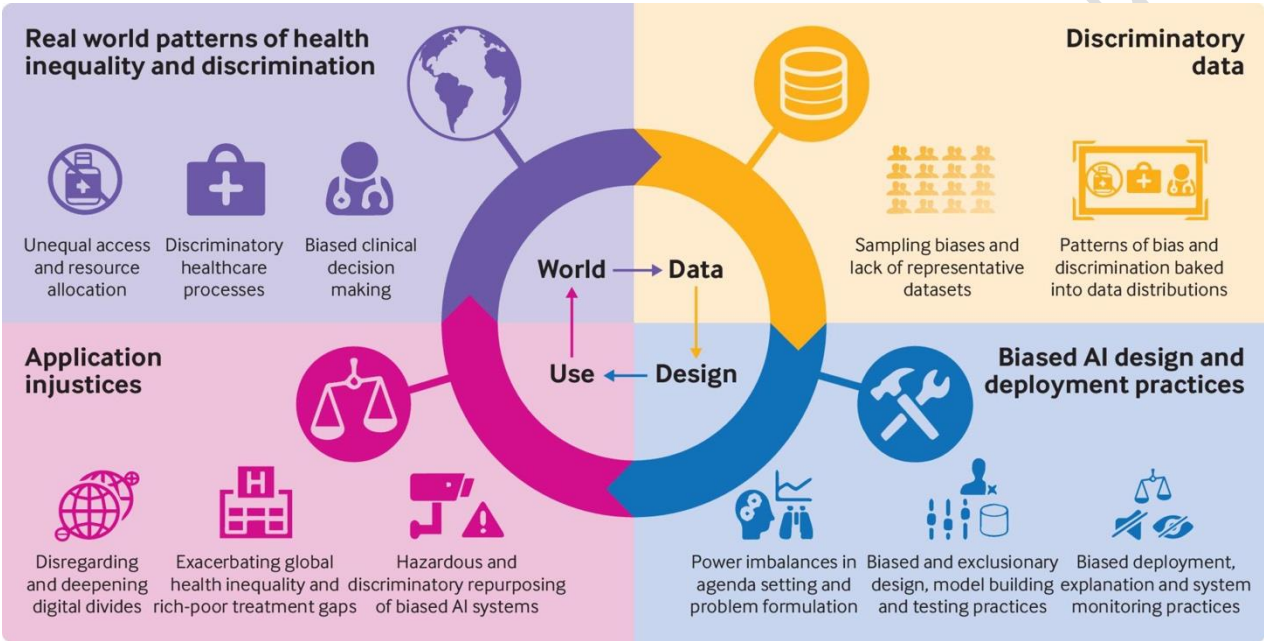 Real world patterns of health
inequality and discrimination
Unequal access
and resource
allocation
Discriminatory
healthcare
processes
Biased clinical
decision
making
Discriminatory
data
Sampling biases and
lack of representative
datasets
Patterns of bias and
discrimination baked
into data distributions
World
Data
Use
Design
Application
injustices
Disregarding
and deepening
digital divides
H
Exacerbating global
health inequality and
rich-poor treatment gaps
Hazardous and
discriminatory repurposing
of biased AI systems
Biased AI design and
deployment practices
Power imbalances in
agenda setting and
problem formulation
Biased and exclusionary
design, model building
and testing practices
Biased deployment,
explanation and system
monitoring practices